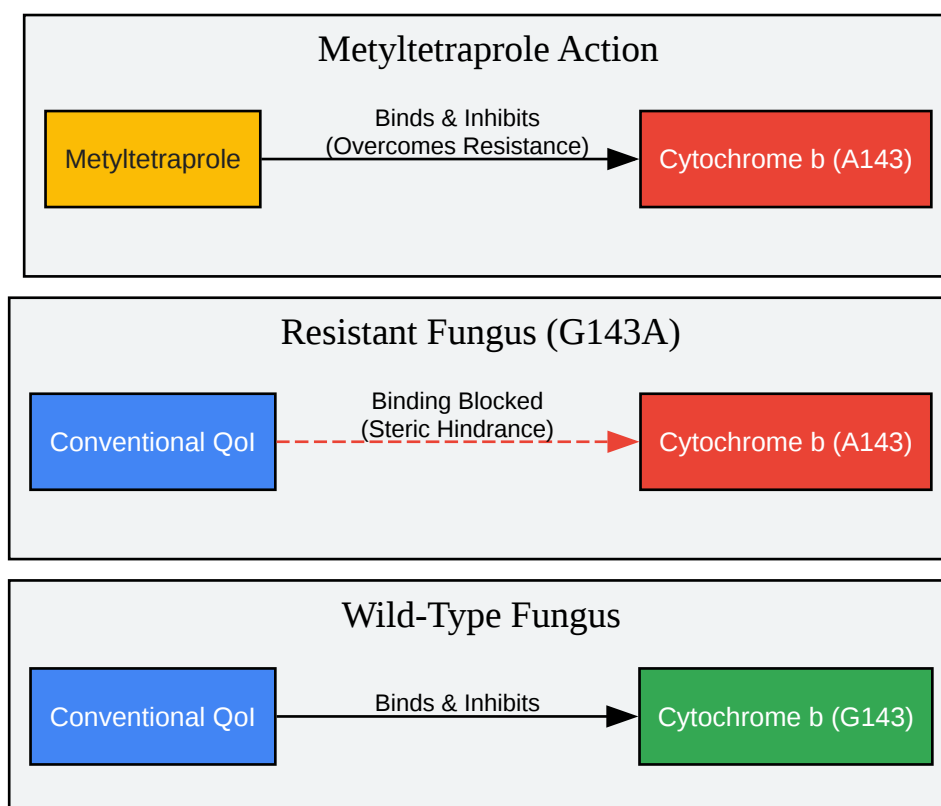 Metyltetraprole Action
Metyltetraprole
Binds & Inhibits
(Overcomes Resistance)
Cytochrome b (A143)
Resistant Fungus (G143A)
Conventional QoI
Binding Blocked
(Steric Hindrance)
Cytochrome b (A143)
Wild-Type Fungus
Conventional QoI
Binds & Inhibits
Cytochrome b (G143)